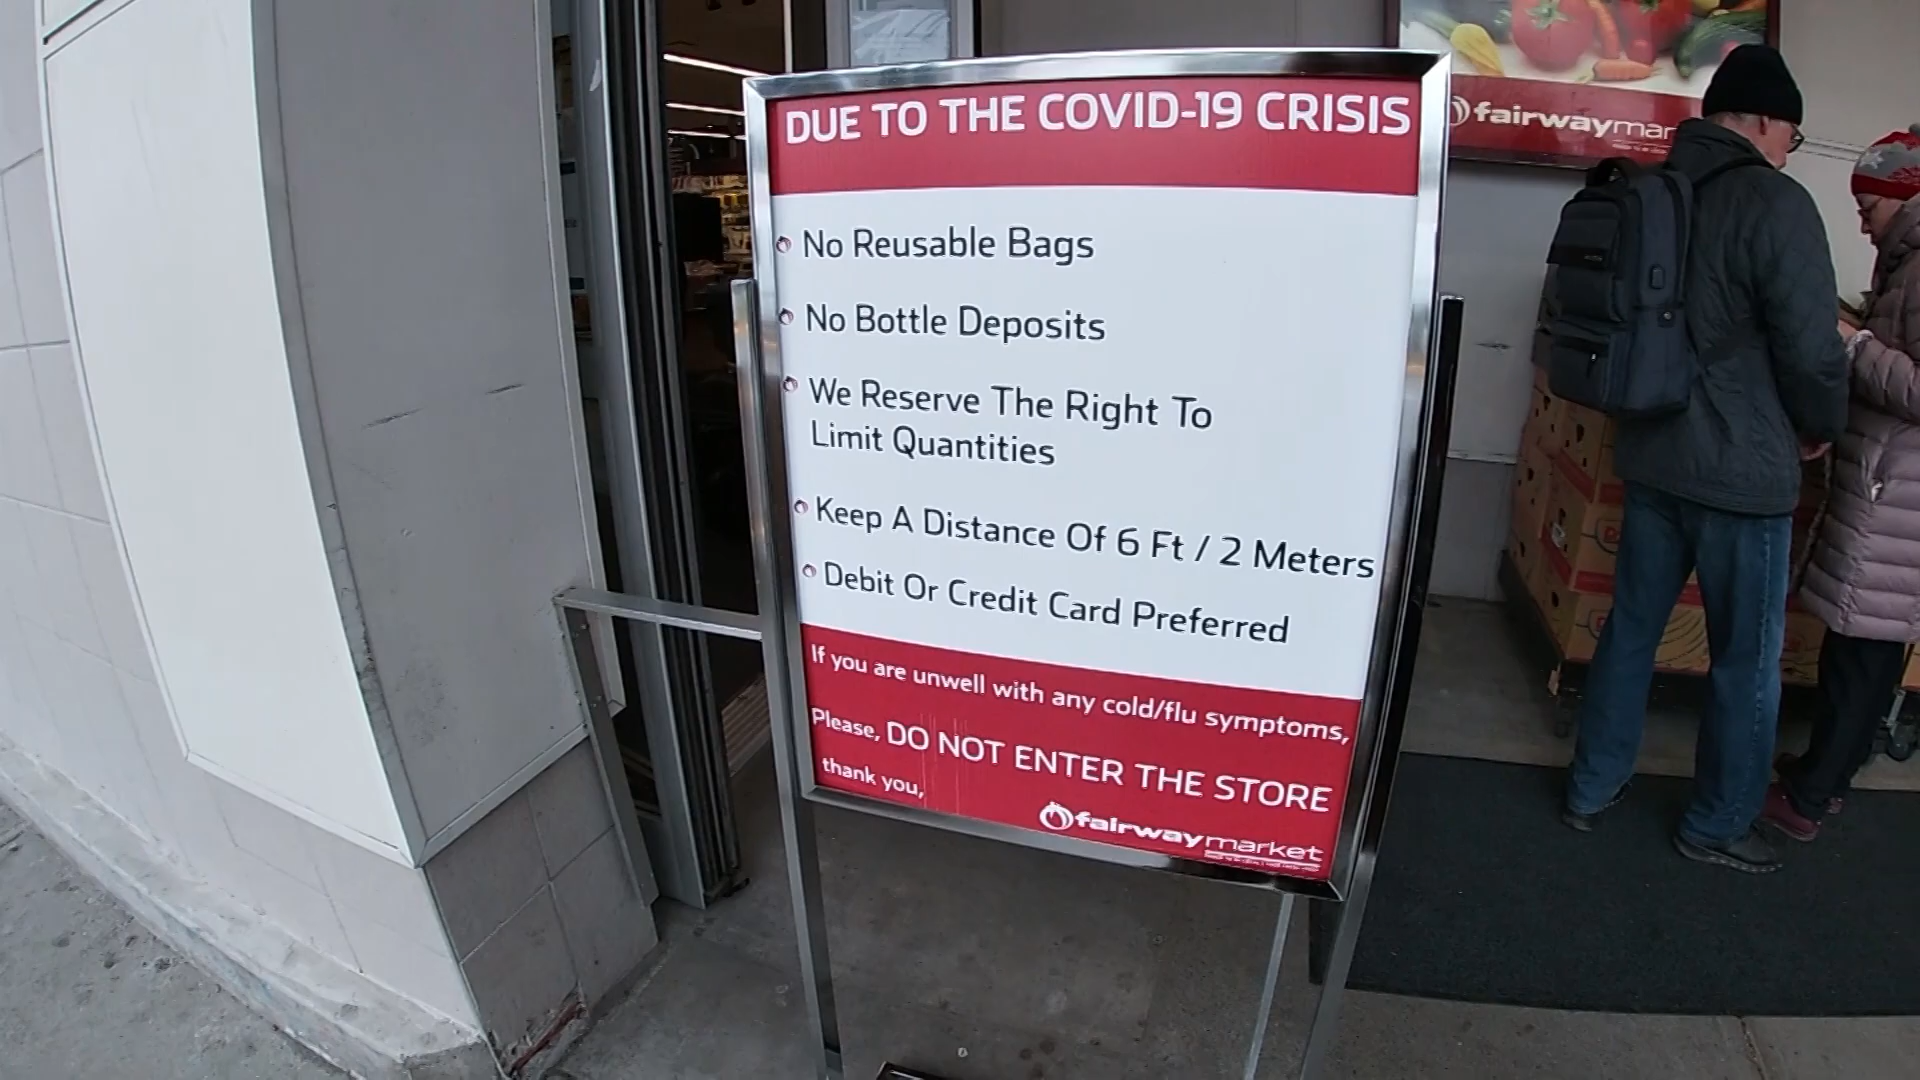 DUE TO THE COVID-19 CRISIS
No Reusable Bags
No Bottle Deposits
We Reserve The Right To
Limit Quantities
Keep A Distance Of 6 Ft / 2 Meters
Debit Or Credit Card Preferred
If you are unwell with any cold/flu symptoms,
Please, DO NOT ENTER THE STORE
thank you,
fairwaymarket
fairwaymar